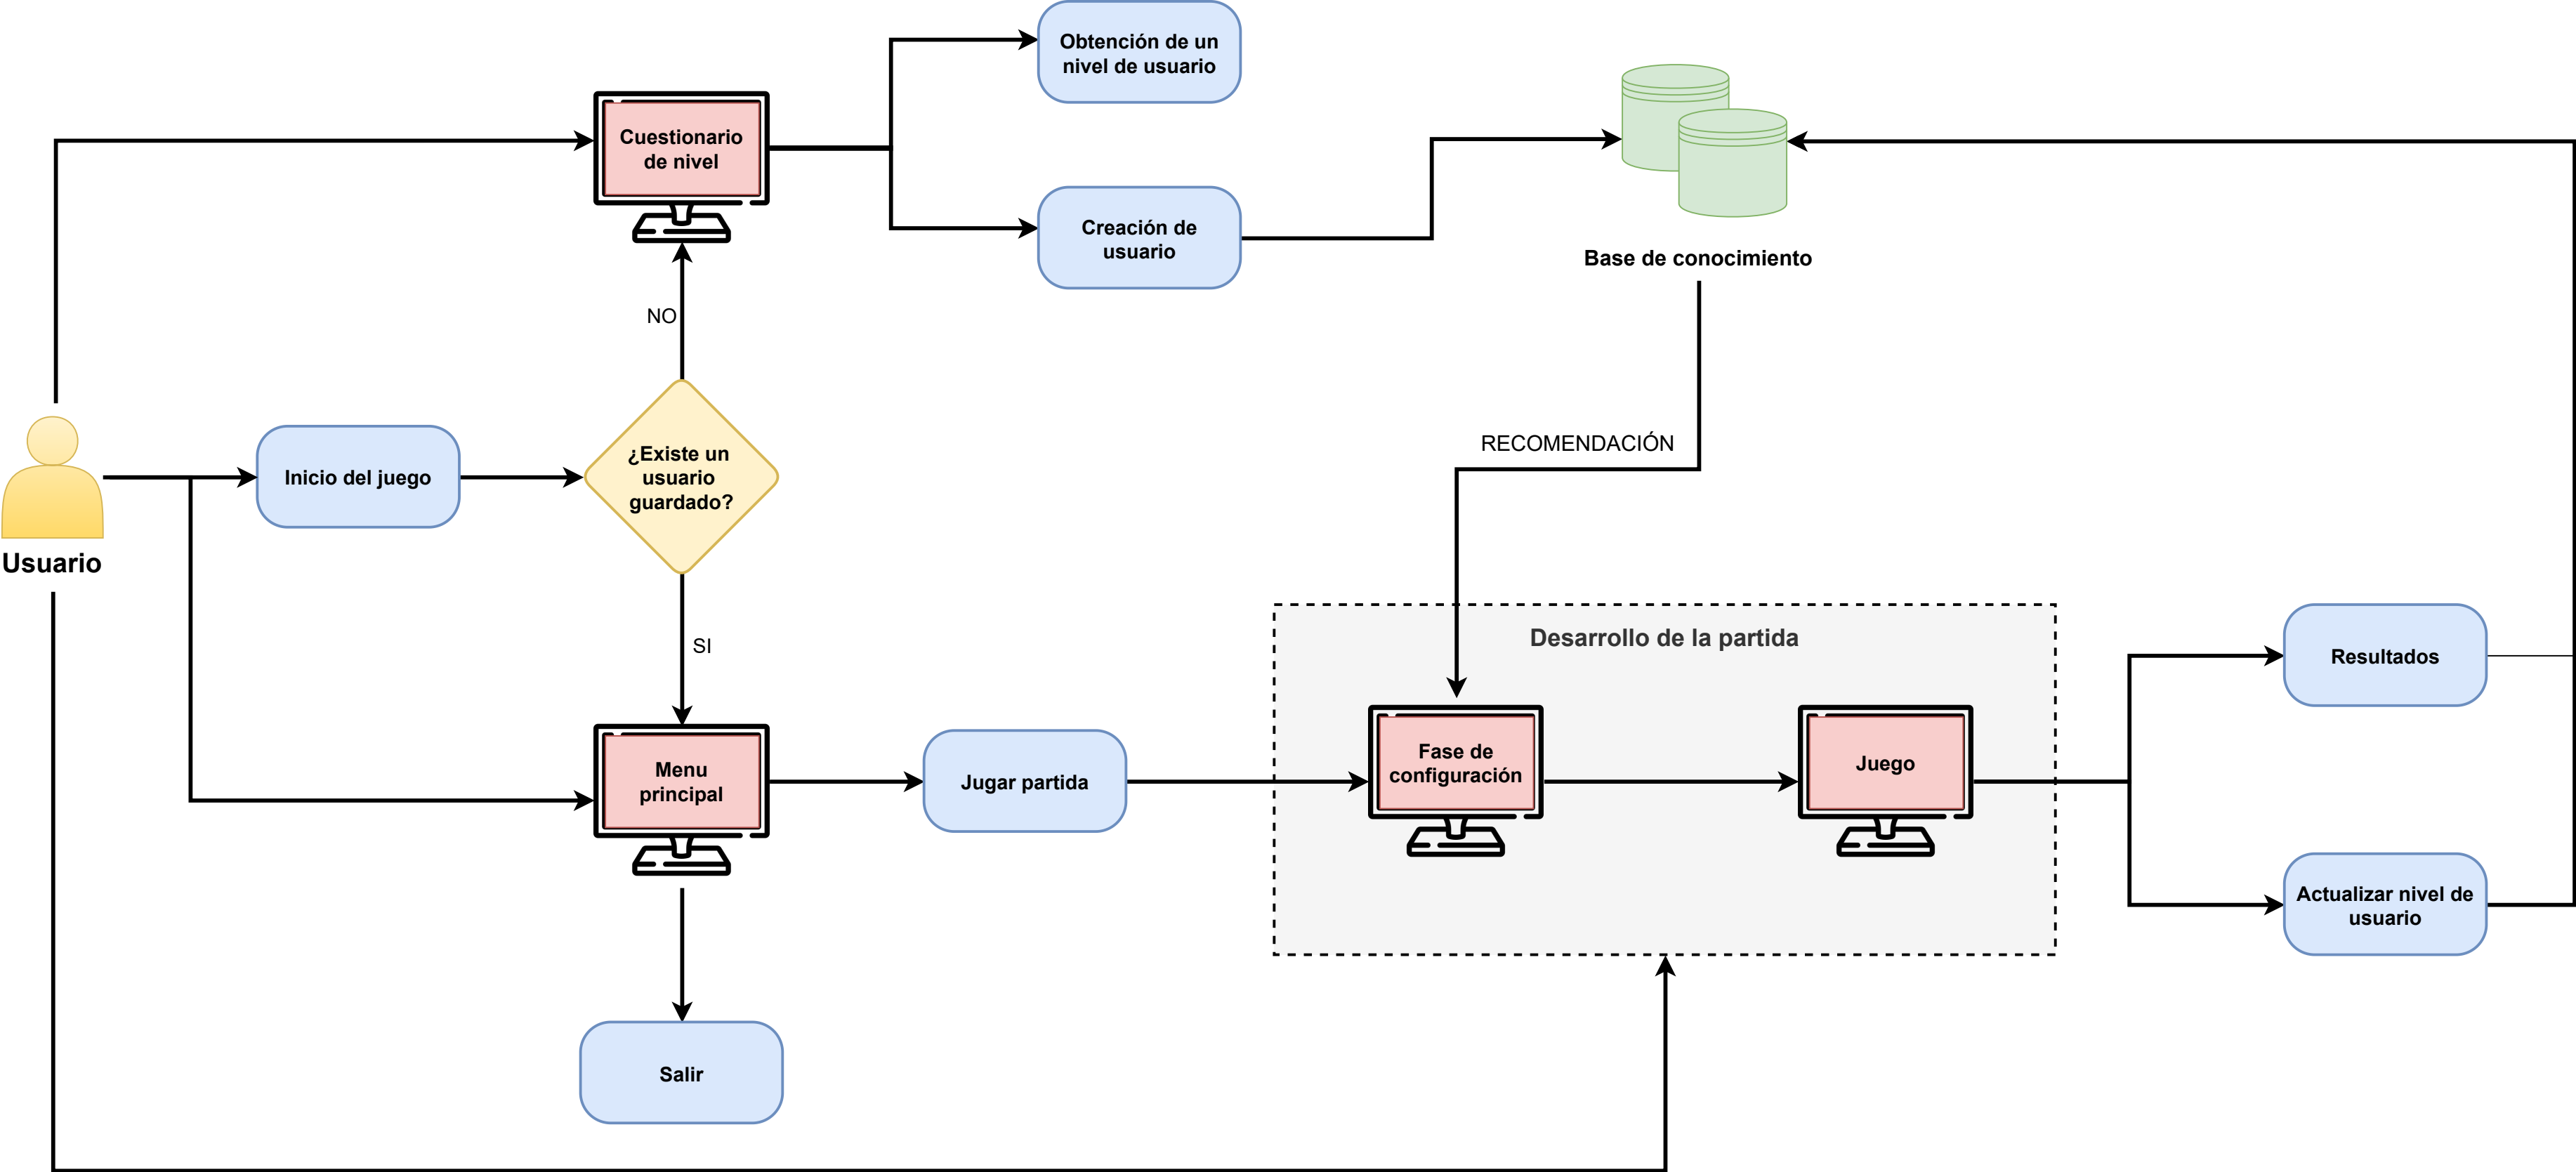 Obtención de un
nivel de usuario
Cuestionario
de nivel
Creación de
usuario
Base de conocimiento
NO
RECOMENDACIÓN
¿Existe un
usuario
guardado?
Inicio del juego
Usuario
SI
Desarrollo de la partida
Resultados
Menu
principal
Jugar partida
Fase de
configuración
Juego
Actualizar nivel de
usuario
Salir